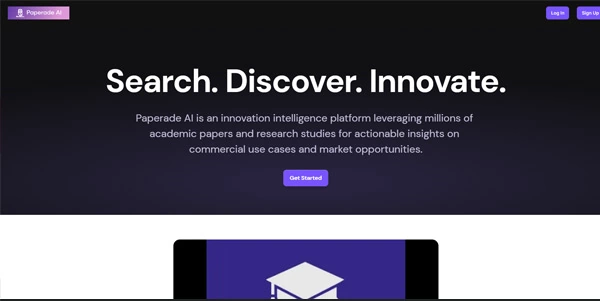 Paperade AI
Log In
Sign Up
Search. Discover. Innovate.
Paperade AI is an innovation intelligence platform leveraging millions of
academic papers and research studies for actionable insights on
commercial use cases and market opportunities.
Get Started